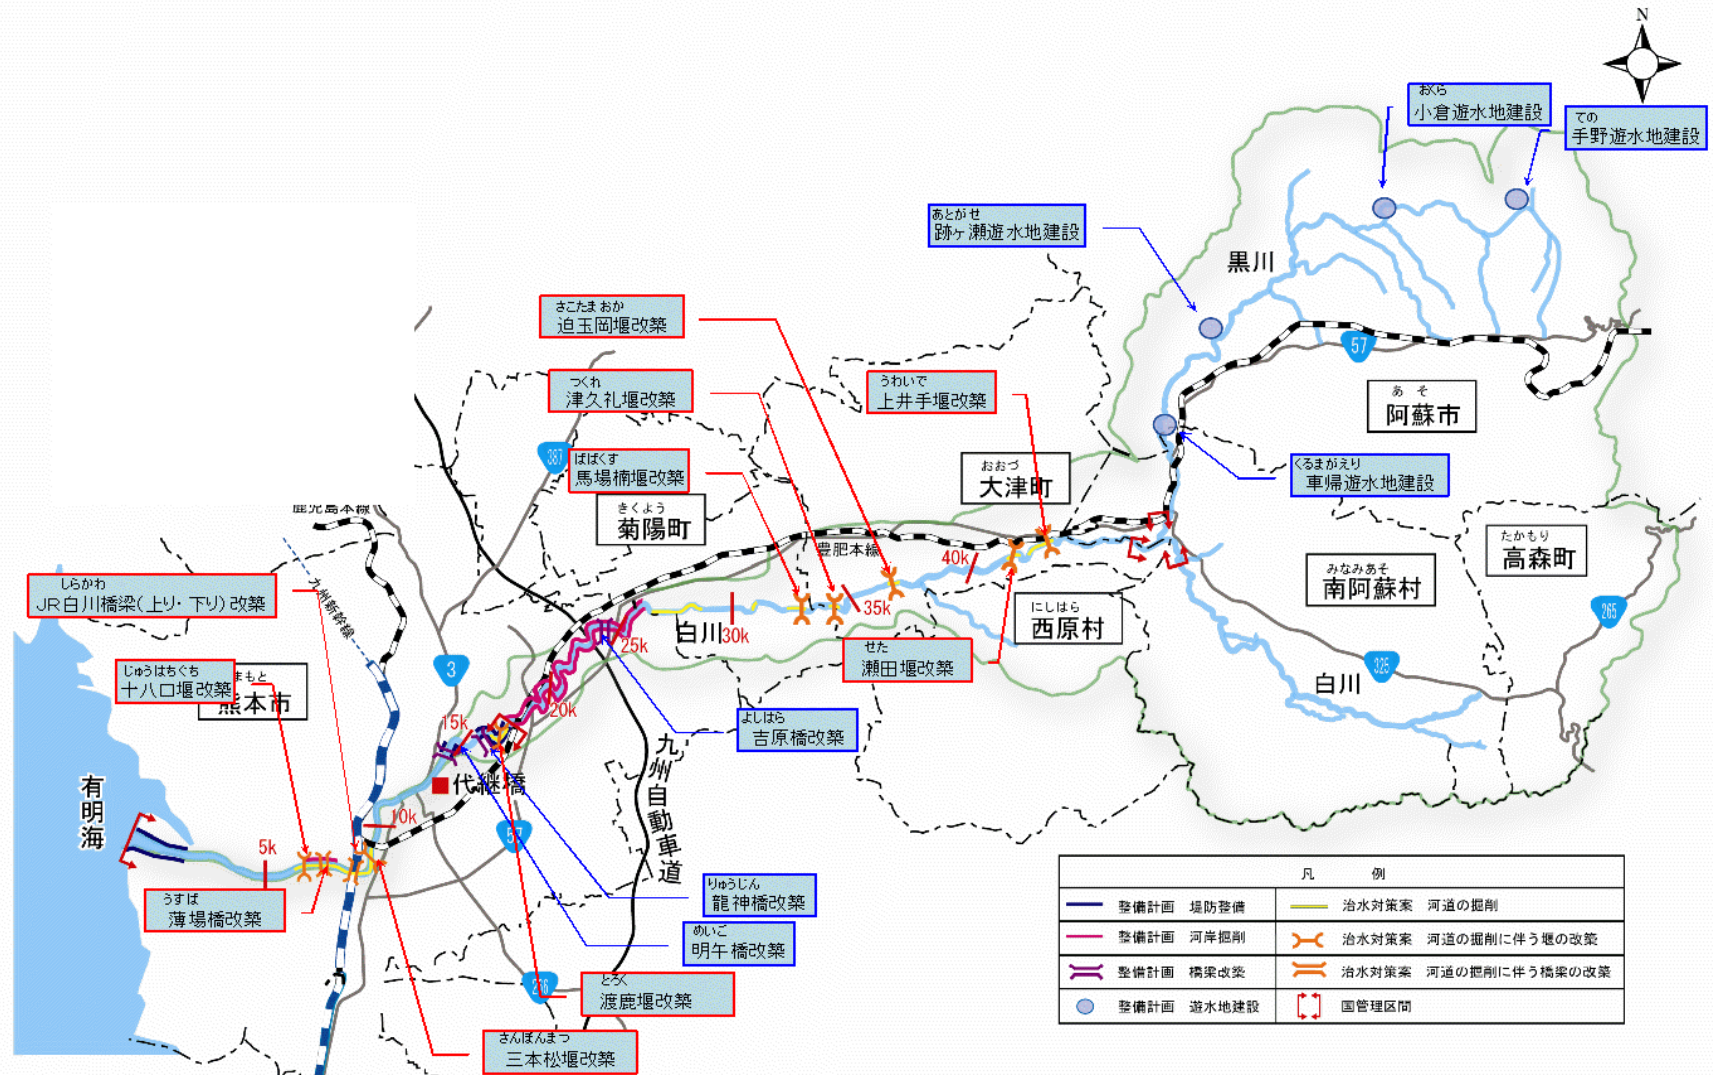 N
おくら
小倉遊水地建設
ての
手野遊水地建設
あとがせ
跡ヶ瀬遊水地建設
黒川
さこたまおか
迫玉岡堰改築
57
つくれ
津久礼堰改築
うわいで
上井手堰改築
あそ
阿蘇市
387
ばばくす
馬場楠堰改築
おおづ
大津町
くるまがえり
車帰遊水地建設
きくよう
菊陽町
鹿児島本線
豊肥本線
40k
たかもり
高森町
みなみあそ
南阿蘇村
しらかわ
JR白川橋梁(上り・下り)改築
九州新幹線
35k
にしはら
西原村
265
白川
30k
25k
せた
瀬田堰改築
じゅうはちぐち
十八口堰改築
まもと
熊本市
3
325
白川
20k
15k
よしはら
吉原橋改築
九州自動車道
有明海
代継橋
10k
57
5k
りゅうじん
龍神橋改築
うすば
薄場橋改築
めいご
明午橋改築
とろく
渡鹿堰改築
さんぼんまつ
三本松堰改築
凡例
整備計画 堤防整備
治水対策案 河道の掘削
整備計画 河岸掘削
治水対策案 河道の掘削に伴う堰の改築
整備計画 橋梁改築
治水対策案 河道の掘削に伴う橋梁の改築
整備計画 遊水地建設
国管理区間